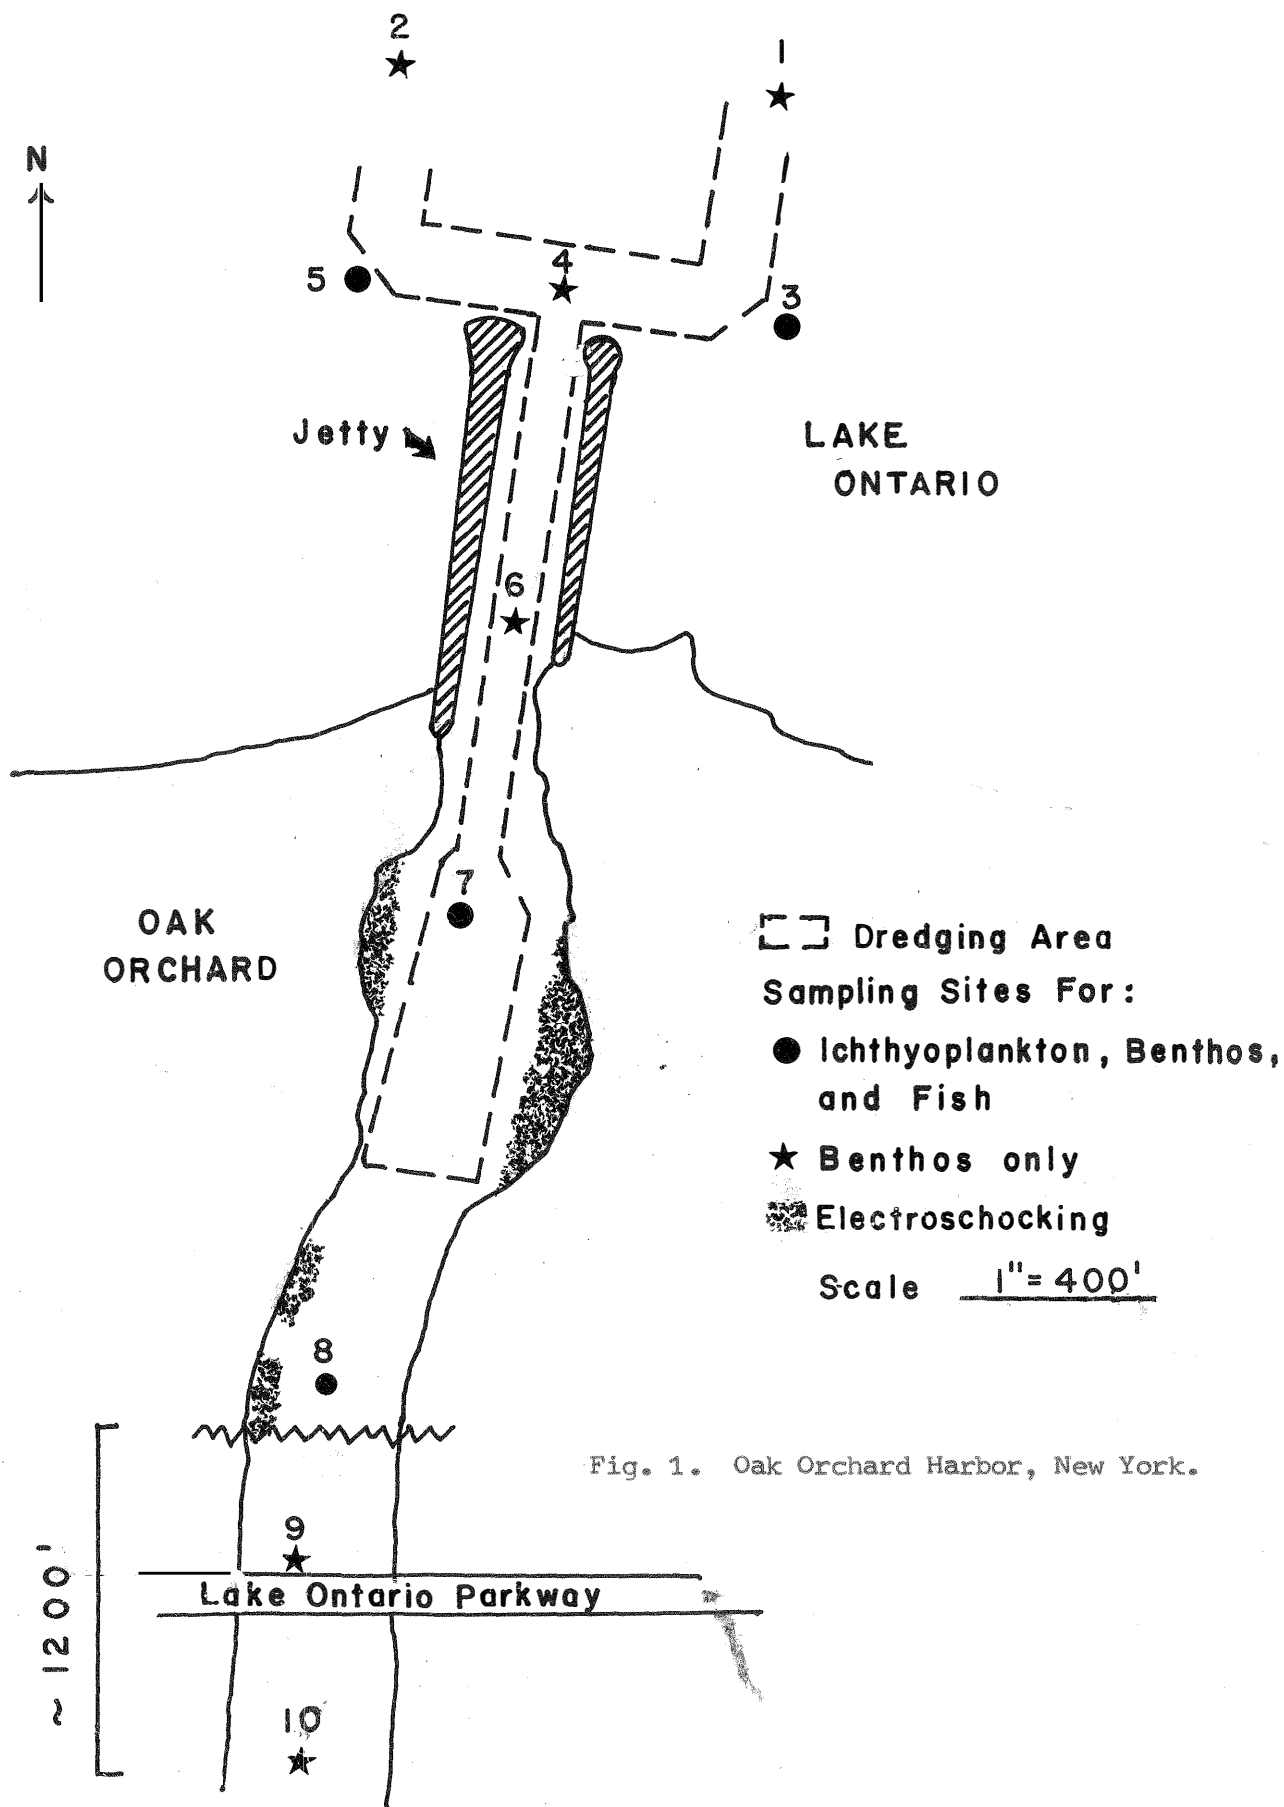 2
1
N
4
5
3
Jetty
LAKE
ONTARIO
6
7
OAK
ORCHARD
Dredging Area
Sampling Sites For:
Ichthyoplankton, Benthos,
and Fish
Benthos only
Electroschocking
Scale 1"=400'
8
Fig. 1. Oak Orchard Harbor, New York.
9
Lake Ontario Parkway
~1200'
10